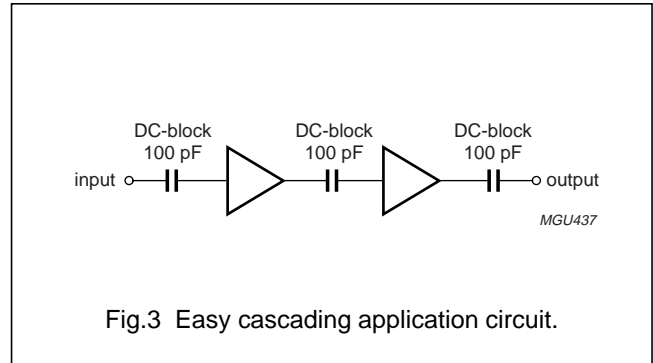 DC-block DC-block DC-block
100 pF 100 pF 100 pF
input output
MGU437
Fig.3 Easy cascading application circuit.